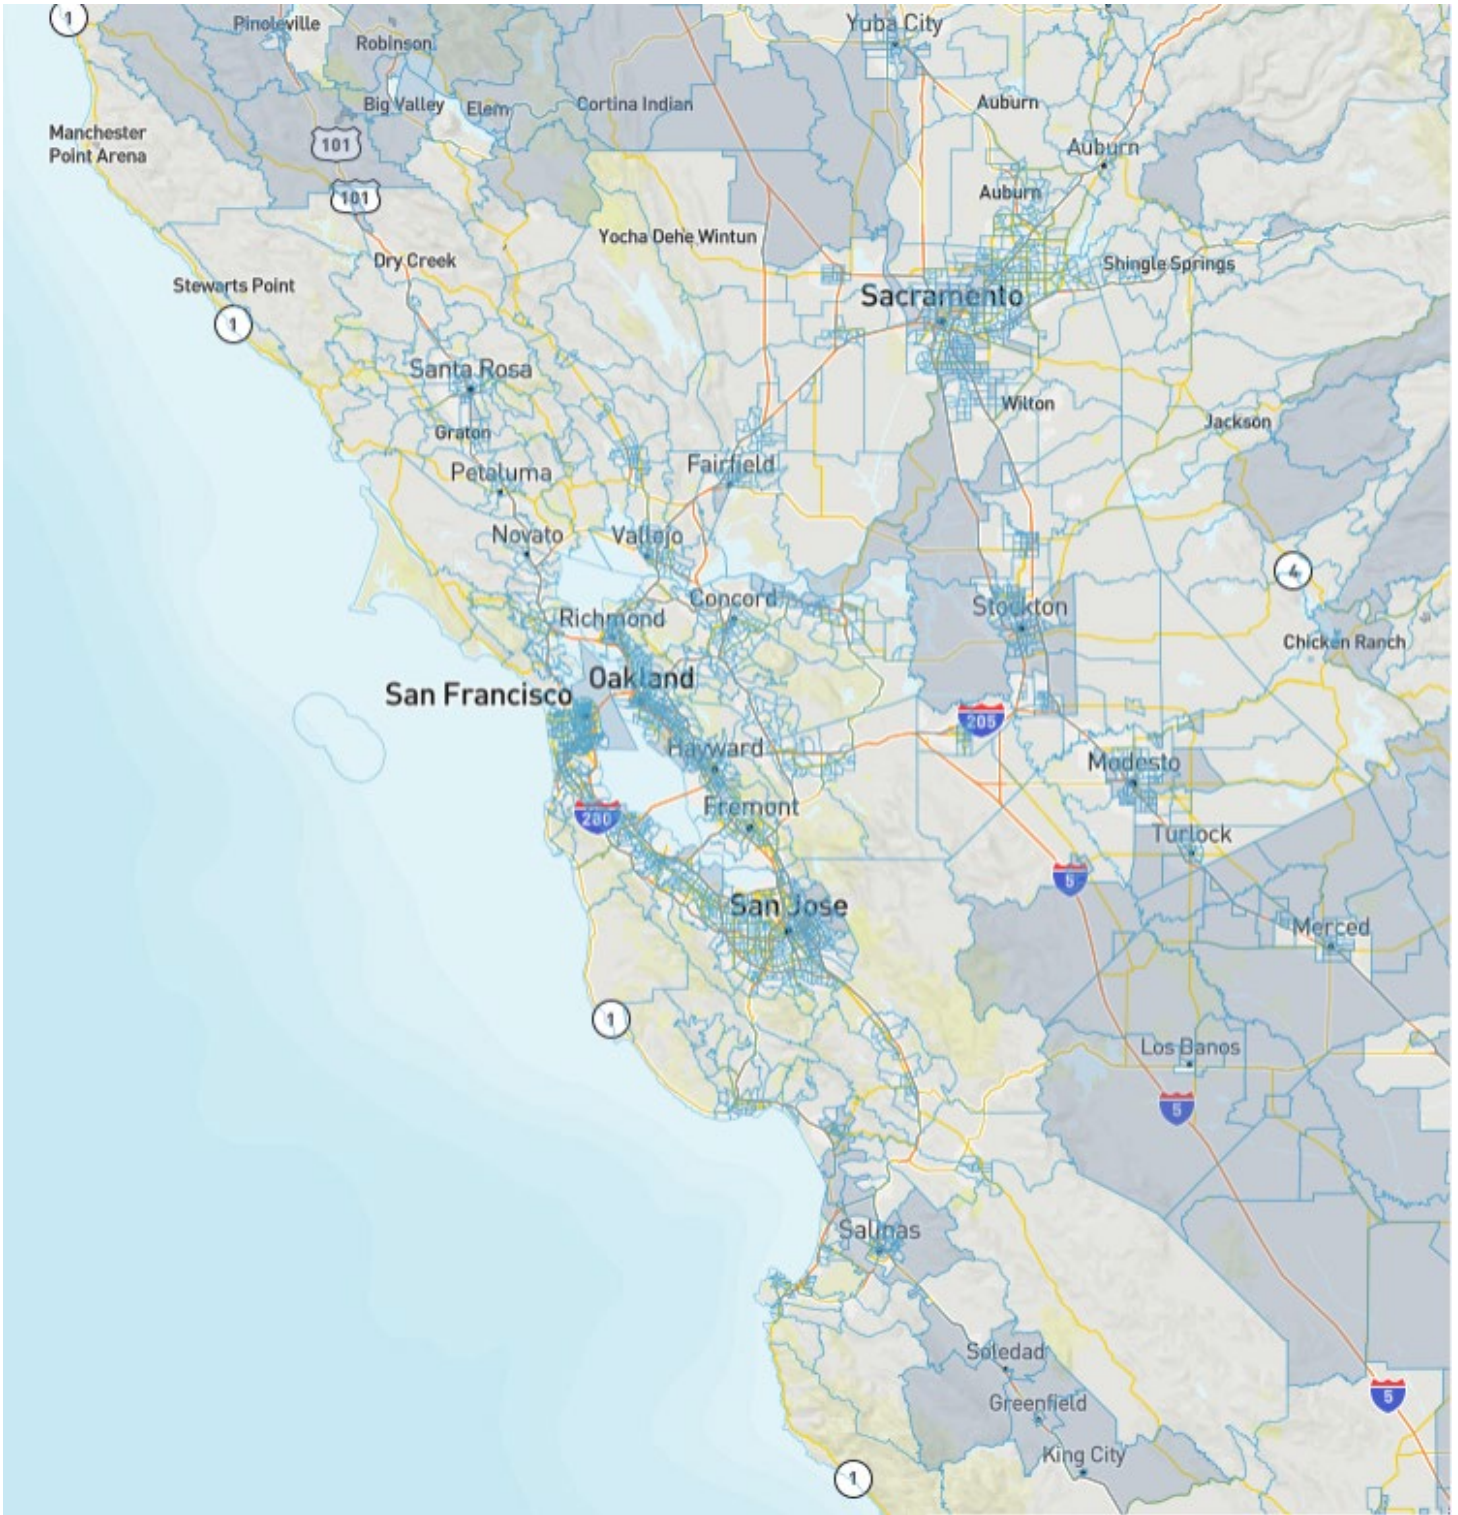 1
Pinoleville
Robinson
Yuba City
Big Valley
Elem
Cortina Indian
Auburn
Manchester
Point Arena
101
Auburn
101
Auburn
Yocha Dehe Wintun
Dry Creek
Shingle Springs
Stewarts Point
Sacramento
1
Santa Rosa
Wilton
Jackson
Graton
Petaluma
Fairfield
Novato
Vallejo
4
Concord
Stockton
Richmond
Chicken Ranch
Oakland
San Francisco
205
Hayward
Modesto
Fremont
280
Turlock
5
San Jose
Merced
1
Los Banos
5
Salinas
Soledad
5
Greenfield
King City
1